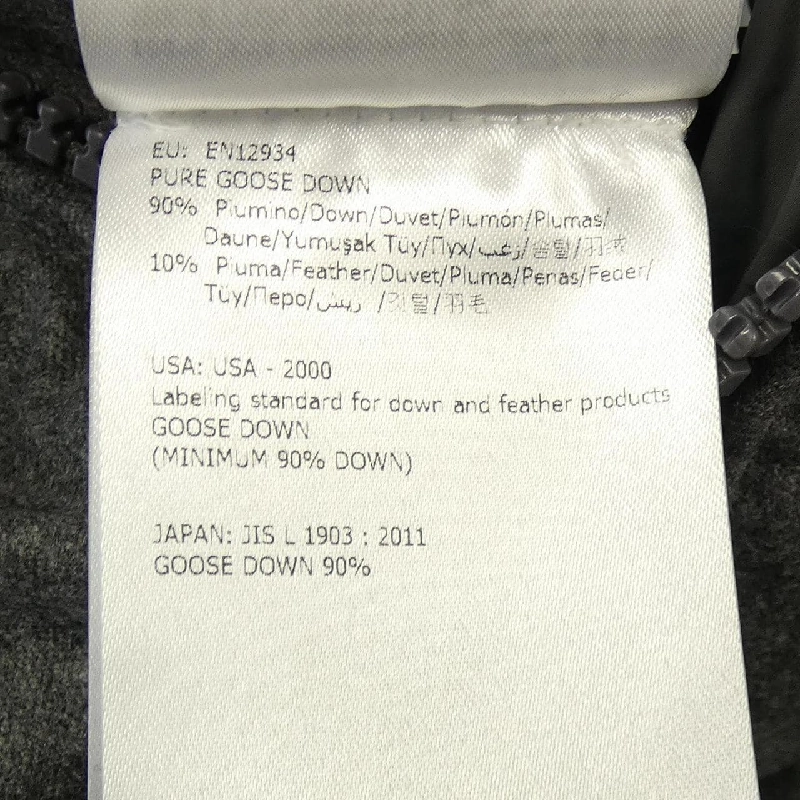 EU: EN12934
PURE GOOSE DOWN
90% Piumino/Down/Duvet/Plumón/Plumas/
Daune/Yumuşak Tüy/Пух/زغب/솜털/羽绒
10% Piuma/Feather/Duvet/Pluma/Penas/Feder/
Tüy/Перо/ريش /깃털/羽毛
USA: USA - 2000
Labeling standard for down and feather products
GOOSE DOWN
(MINIMUM 90% DOWN)
JAPAN: JIS L 1903 : 2011
GOOSE DOWN 90%